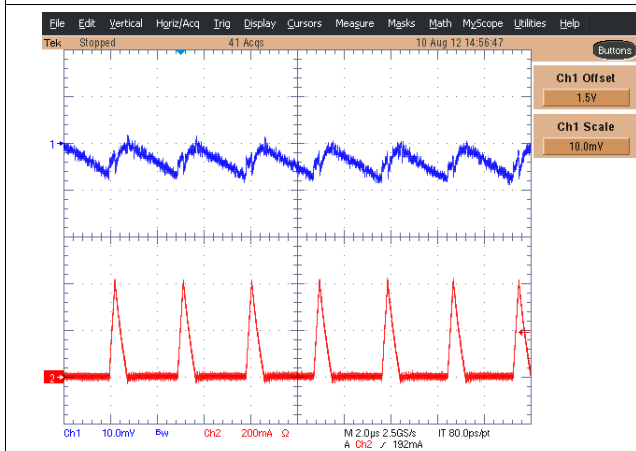 File Edit Vertical Horiz/Acq Trig Display Cursors Measure Masks Math MyScope Utilities Help
Tek Stopped 41 Acqs 10 Aug 12 14:56:47
Buttons
Ch1 Offset
1.5V
Ch1 Scale
10.0mV
1
2
Ch1 10.0mV Bw Ch2 200mA Ω M 2.0µs 2.5GS/s IT 80.0ps/pt
A Ch2 ∕ 192mA